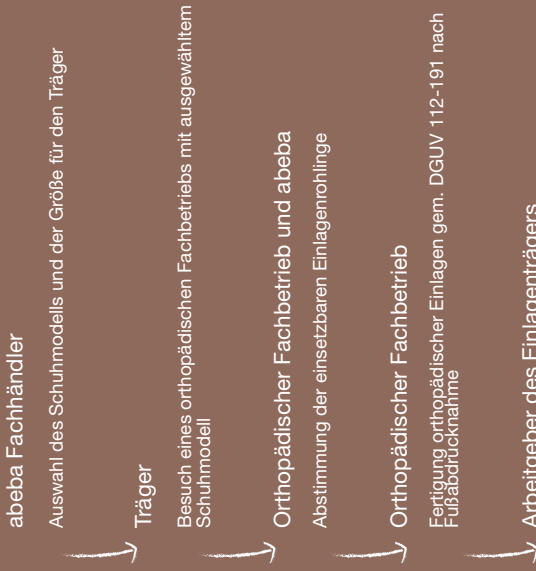 abeba Fachhändler
Auswahl des Schuhmodells und der Größe für den Träger
Träger
Besuch eines orthopädischen Fachbetriebs mit ausgewähltem
Schuhmodell
Orthopädischer Fachbetrieb und abeba
Abstimmung der einsetzbaren Einlagenrohlinge
Orthopädischer Fachbetrieb
Fertigung orthopädischer Einlagen gem. DGUV 112-191 nach
Fußabdrucknahme
Arbeitgeber des Einlagenträgers